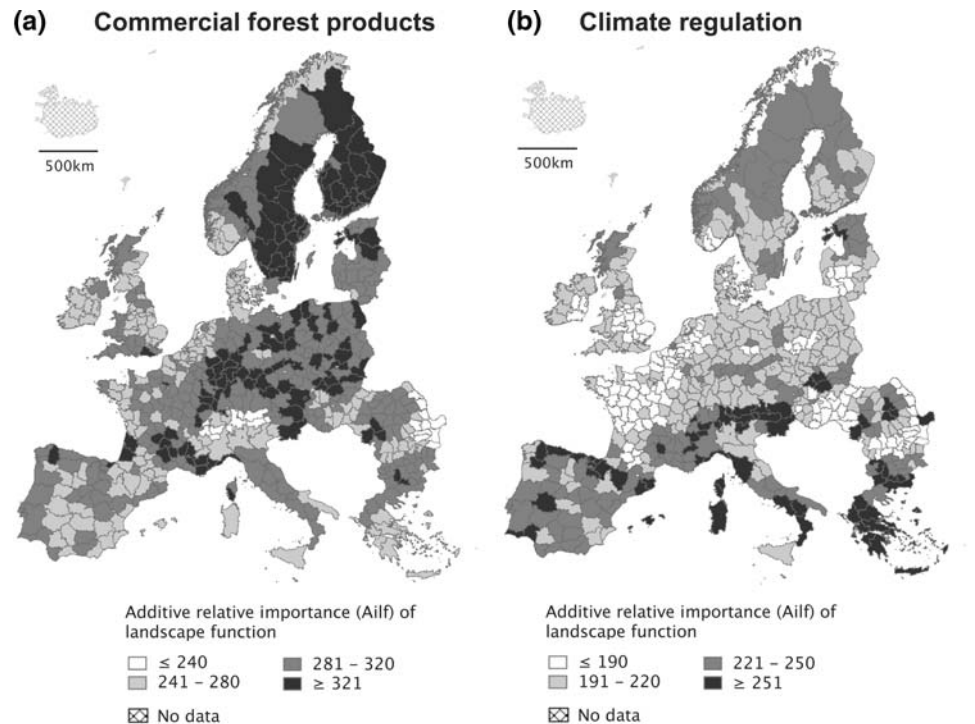 (a) Commercial forest products
(b) Climate regulation
500km
500km
Additive relative importance (Ailf) of
landscape function
≤ 240
281 – 320
241 – 280
≥ 321
No data
Additive relative importance (Ailf) of
landscape function
≤ 190
221 – 250
191 – 220
≥ 251
No data